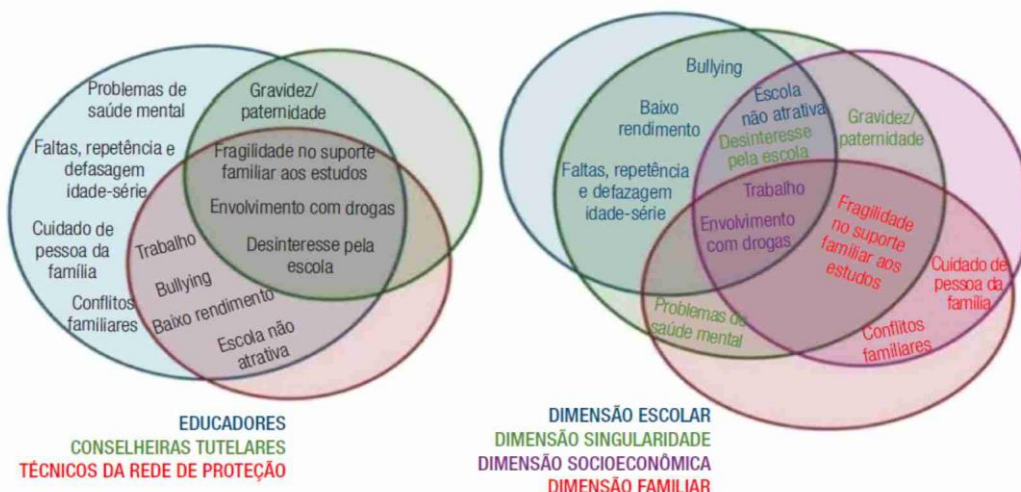 Problemas de
saúde mental
Gravidez/
paternidade
Faltas, repetência e
defasagem
idade-série
Fragilidade no suporte
familiar aos estudos
Envolvimento com drogas
Cuidado de
pessoa da
família
Trabalho
Desinteresse pela
escola
Bullying
Conflitos
familiares
Baixo rendimento
Escola não
atrativa
EDUCADORES
CONSELHEIRAS TUTELARES
TÉCNICOS DA REDE DE PROTEÇÃO
Bullying
Baixo
rendimento
Escola
não atrativa
Desinteresse
pela escola
Gravidez/
paternidade
Faltas, repetência
e defazagem
idade-série
Trabalho
Envolvimento
com drogas
Fragilidade
no suporte
familiar aos
estudos
Cuidado de
pessoa da
família
Problemas de
saúde mental
Conflitos
familiares
DIMENSÃO ESCOLAR
DIMENSÃO SINGULARIDADE
DIMENSÃO SOCIOECONÔMICA
DIMENSÃO FAMILIAR